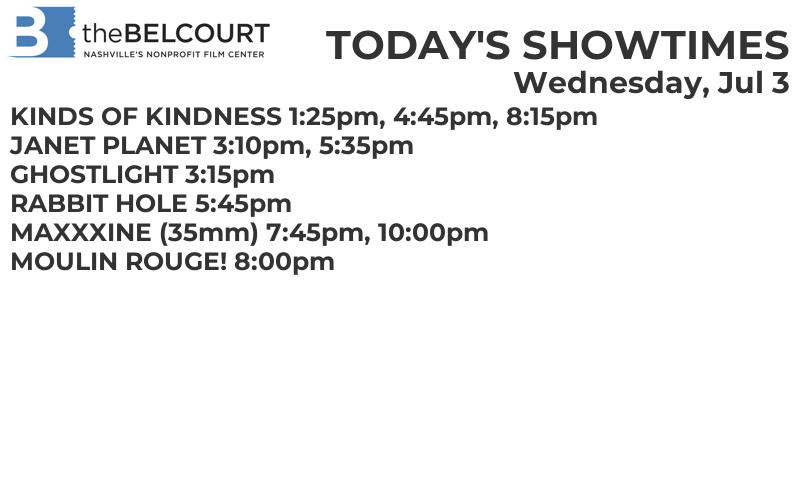 B theBELCOURT
NASHVILLE'S NONPROFIT FILM CENTER
TODAY'S SHOWTIMES
Wednesday, Jul 3
KINDS OF KINDNESS 1:25pm, 4:45pm, 8:15pm
JANET PLANET 3:10pm, 5:35pm
GHOSTLIGHT 3:15pm
RABBIT HOLE 5:45pm
MAXXXINE (35mm) 7:45pm, 10:00pm
MOULIN ROUGE! 8:00pm